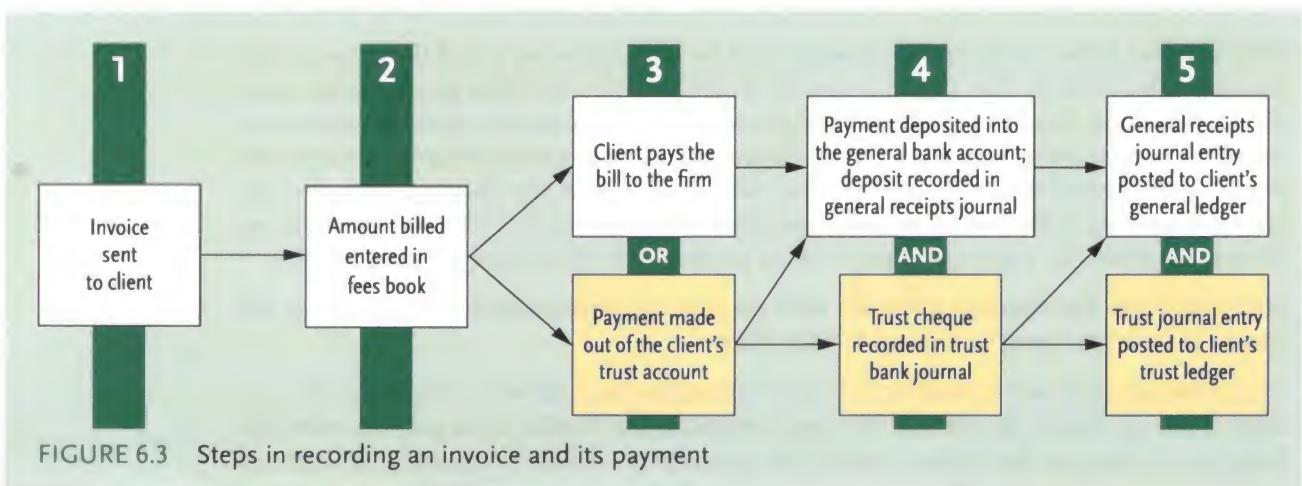 1
2
3
4
5
Invoice
sent
to client
Amount billed
entered in
fees book
Client pays the
bill to the firm
OR
Payment made
out of the client's
trust account
Payment deposited into
the general bank account;
deposit recorded in
general receipts journal
AND
Trust cheque
recorded in trust
bank journal
General receipts
journal entry
posted to client's
general ledger
AND
Trust journal entry
posted to client's
trust ledger
FIGURE 6.3 Steps in recording an invoice and its payment